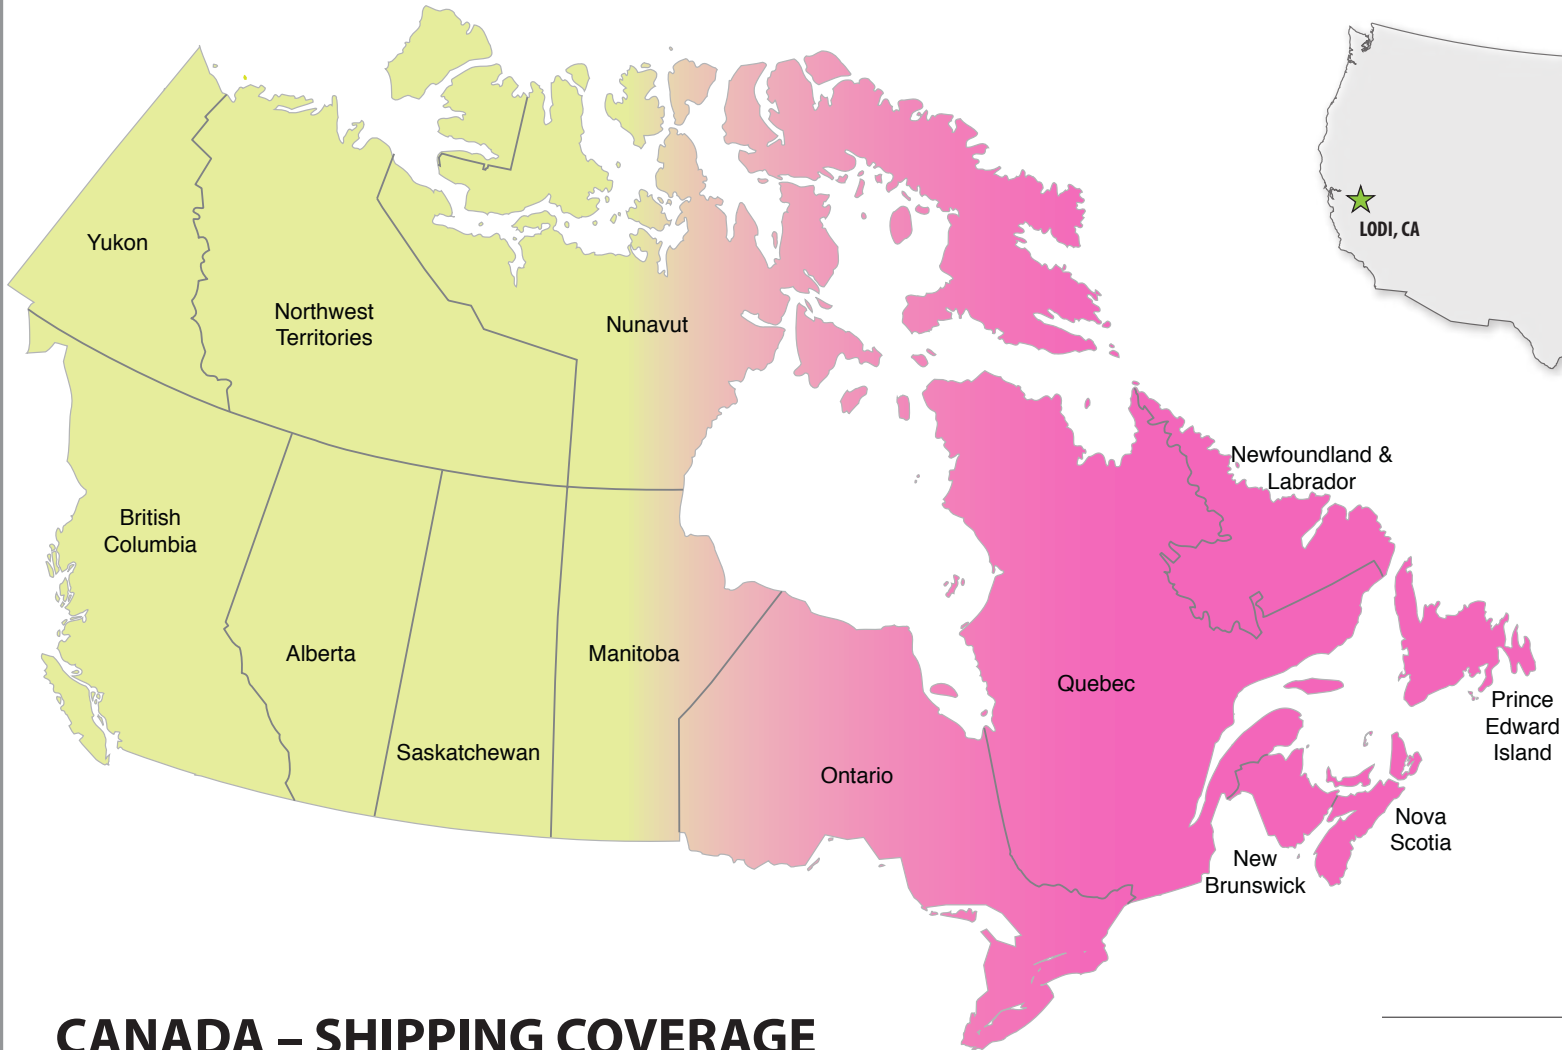 Yukon
Northwest
Territories
Nunavut
British
Columbia
Alberta
Saskatchewan
Manitoba
Ontario
Quebec
Newfoundland &
Labrador
Prince
Edward
Island
Nova
Scotia
New
Brunswick
LODI, CA
CANADA – SHIPPING COVERAGE